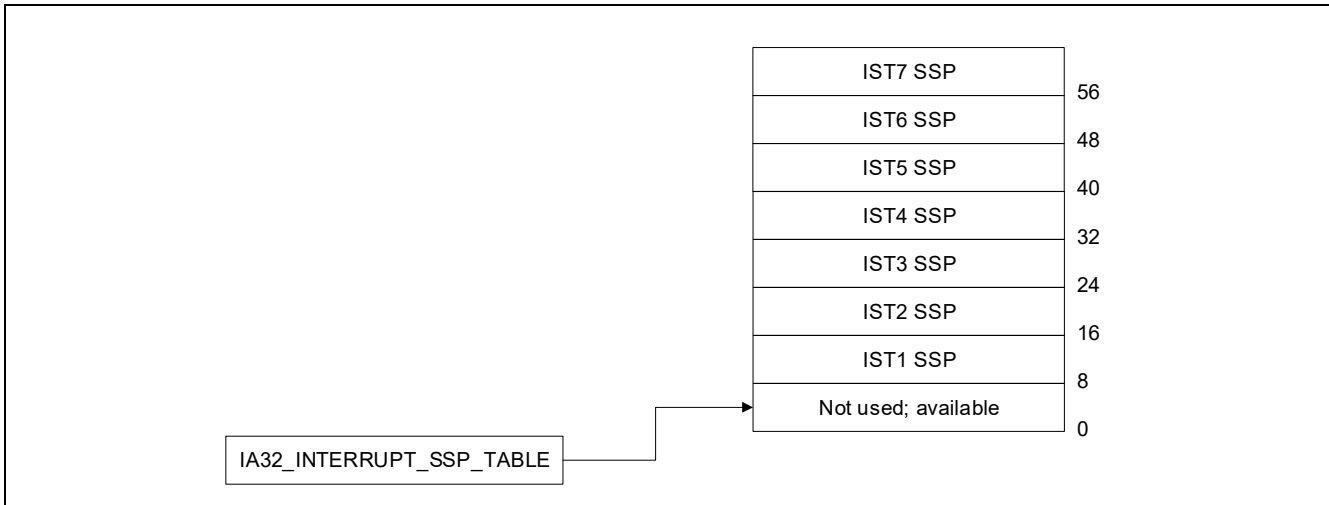 IST7 SSP
56
IST6 SSP
48
IST5 SSP
40
IST4 SSP
32
IST3 SSP
24
IST2 SSP
16
IST1 SSP
8
Not used; available
0
IA32_INTERRUPT_SSP_TABLE